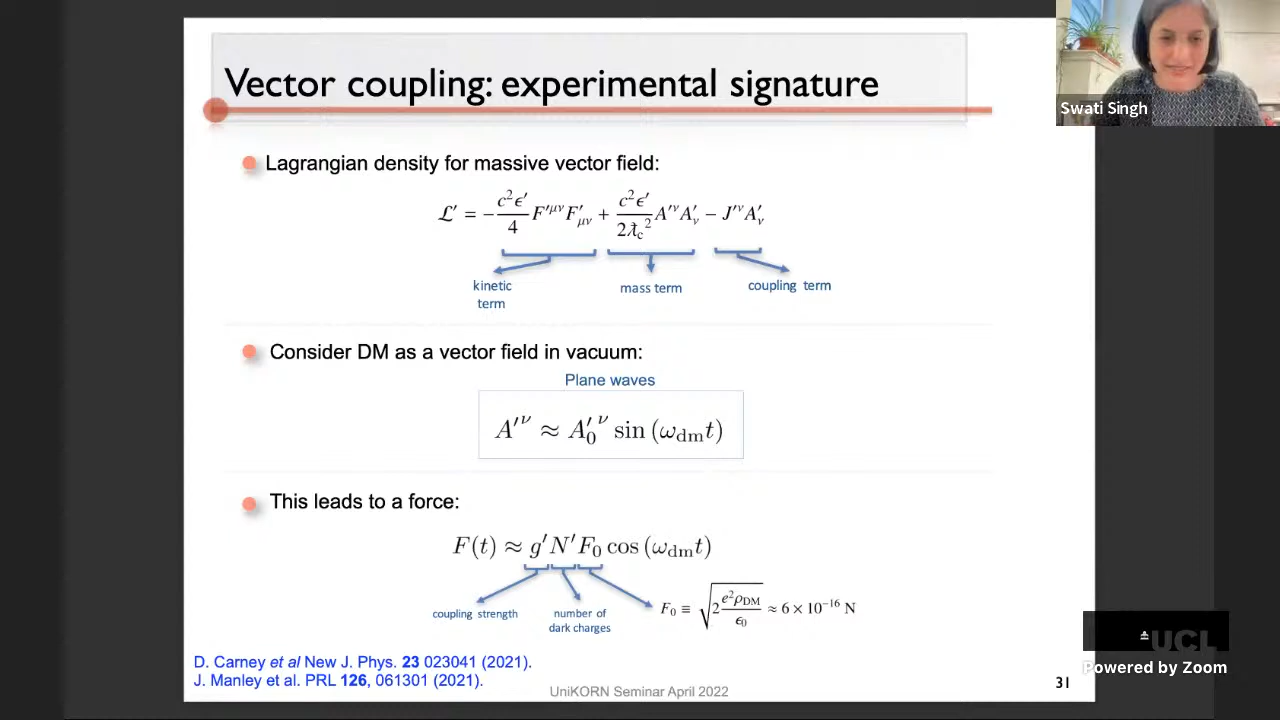 Vector coupling: experimental signature
Swati Singh
Lagrangian density for massive vector field:
ℒ′ = − c²ϵ′/4 F′^μν F′_μν + c²ϵ′/2ƛ_c² A′^ν A′_ν − J′^ν A′_ν
kinetic term
mass term
coupling term
Consider DM as a vector field in vacuum:
Plane waves
A′^ν ≈ A′_0^ν sin (ω_dm t)
This leads to a force:
F(t) ≈ g′N′F₀ cos (ω_dm t)
coupling strength
number of dark charges
F₀ ≡ √(2 e²ρ_DM/ϵ₀) ≈ 6 × 10⁻¹⁶ N
D. Carney et al New J. Phys. 23 023041 (2021).
J. Manley et al. PRL 126, 061301 (2021).
UniKORN Seminar April 2022
31
UCL
Powered by Zoom